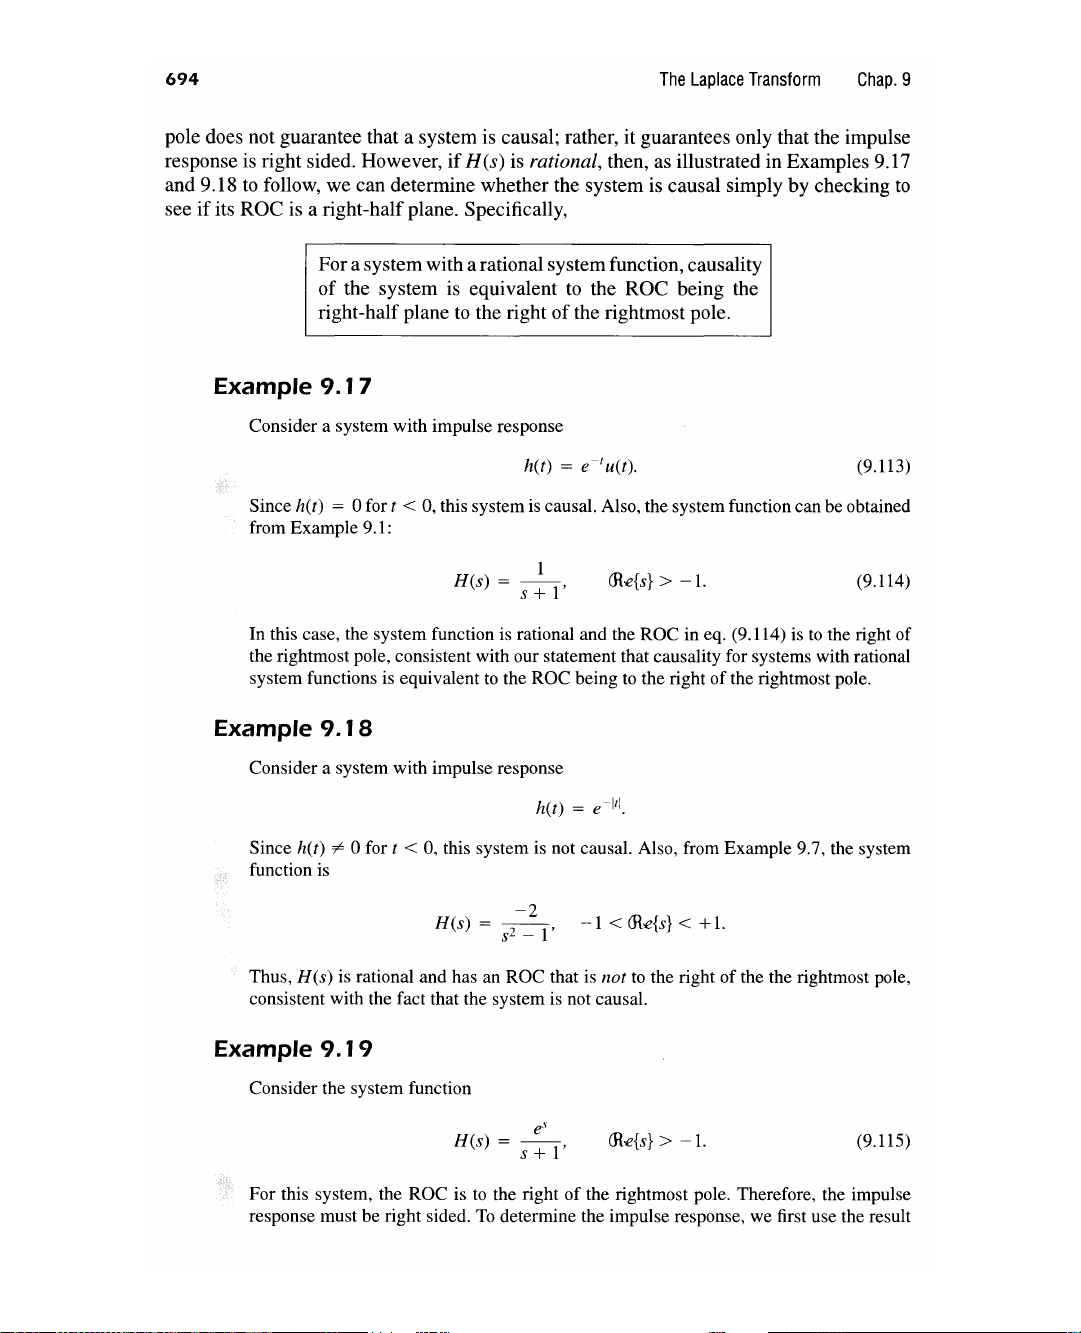 694 The Laplace Transform Chap. 9
pole does not guarantee that a system is causal; rather, it guarantees only that the impulse
response is right sided. However, if H(s) is rational, then, as illustrated in Examples 9.17
and 9.18 to follow, we can determine whether the system is causal simply by checking to
see if its ROC is a right-half plane. Specifically,
For a system with a rational system function, causality
of the system is equivalent to the ROC being the
right-half plane to the right of the rightmost pole.
Example 9.17
Consider a system with impulse response
h(t) = e^{-t}u(t). (9.113)
Since h(t) = 0 for t < 0, this system is causal. Also, the system function can be obtained
from Example 9.1:
H(s) = \frac{1}{s + 1}, ℜe{s} > -1. (9.114)
In this case, the system function is rational and the ROC in eq. (9.114) is to the right of
the rightmost pole, consistent with our statement that causality for systems with rational
system functions is equivalent to the ROC being to the right of the rightmost pole.
Example 9.18
Consider a system with impulse response
h(t) = e^{-|t|}.
Since h(t) ≠ 0 for t < 0, this system is not causal. Also, from Example 9.7, the system
function is
H(s) = \frac{-2}{s^2 - 1}, -1 < ℜe{s} < +1.
Thus, H(s) is rational and has an ROC that is not to the right of the the rightmost pole,
consistent with the fact that the system is not causal.
Example 9.19
Consider the system function
H(s) = \frac{e^s}{s + 1}, ℜe{s} > -1. (9.115)
For this system, the ROC is to the right of the rightmost pole. Therefore, the impulse
response must be right sided. To determine the impulse response, we first use the result